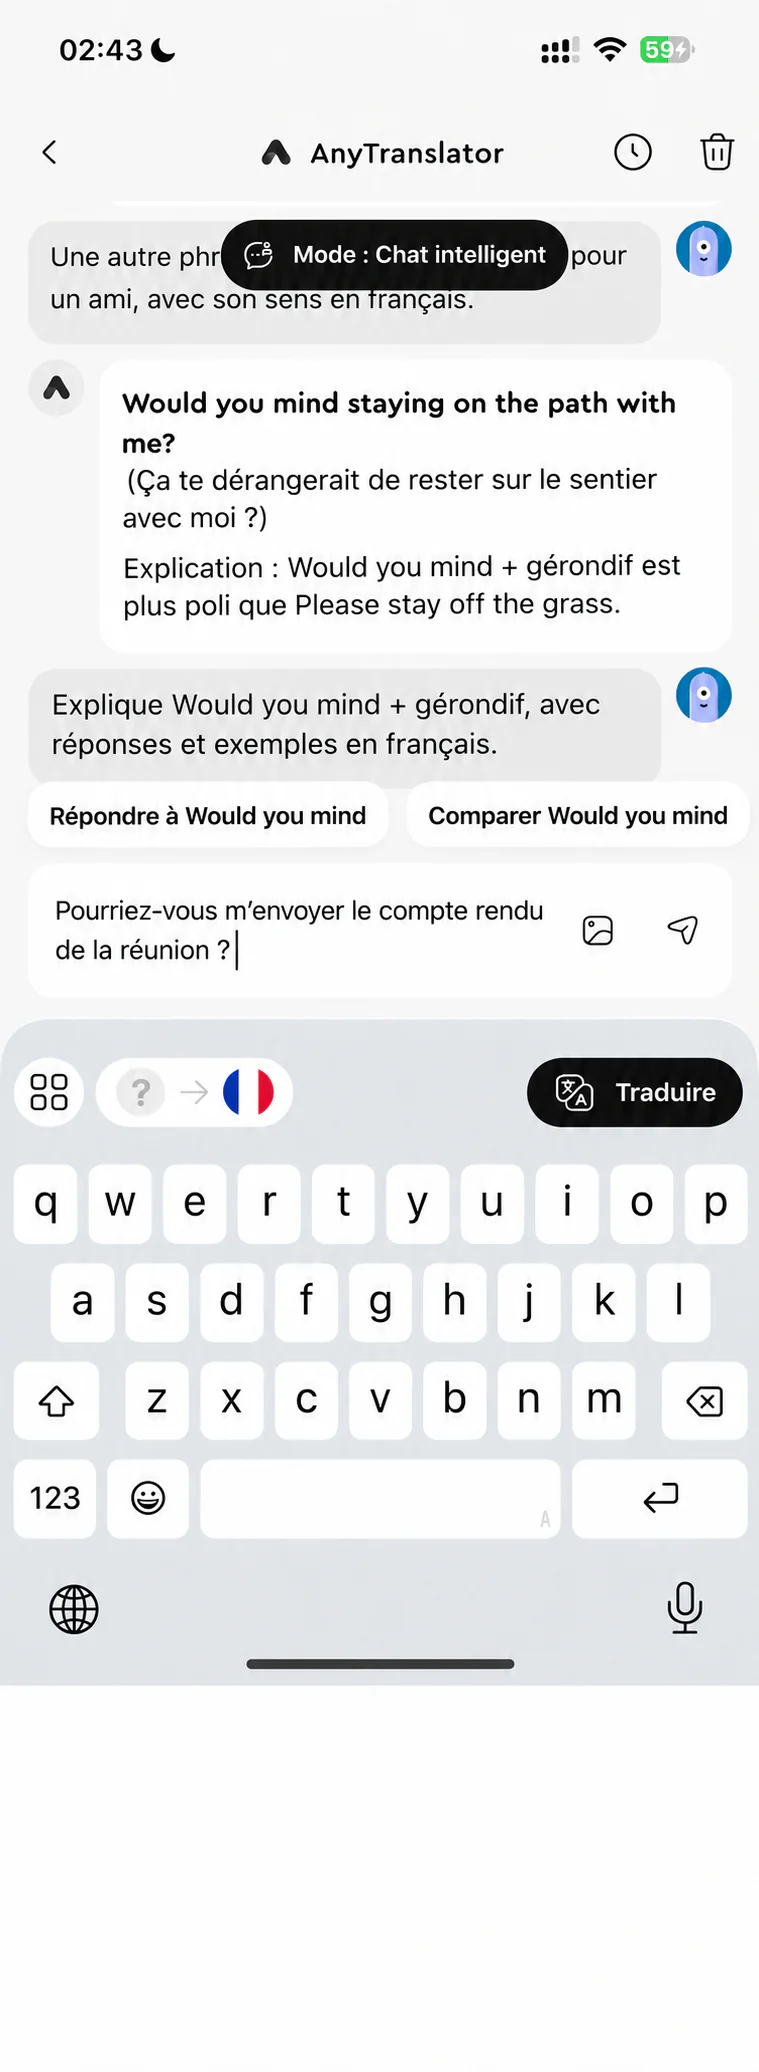 02:43
59
AnyTranslator
Une autre phr
Mode : Chat intelligent
pour
un ami, avec son sens en français.
Would you mind staying on the path with
me?
(Ça te dérangerait de rester sur le sentier
avec moi ?)
Explication : Would you mind + gérondif est
plus poli que Please stay off the grass.
Explique Would you mind + gérondif, avec
réponses et exemples en français.
Répondre à Would you mind
Comparer Would you mind
Pourriez-vous m’envoyer le compte rendu
de la réunion ?
? → 
Traduire
q w e r t y u i o p
a s d f g h j k l
z x c v b n m
123
A